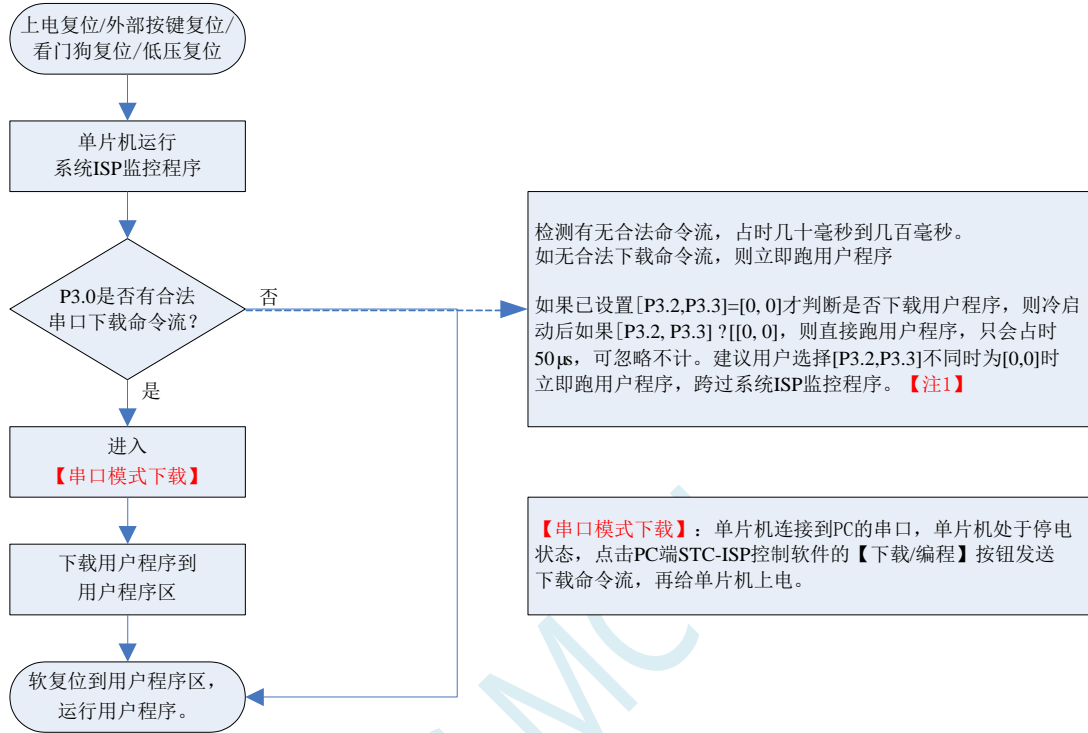 上电复位/外部按键复位/
看门狗复位/低压复位
单片机运行
系统ISP监控程序
P3.0是否有合法
串口下载命令流？
否
是
进入
【串口模式下载】
下载用户程序到
用户程序区
软复位到用户程序区，
运行用户程序。
检测有无合法命令流，占时几十毫秒到几百毫秒。
如无合法下载命令流，则立即跑用户程序
如果已设置[P3.2,P3.3]=[0, 0]才判断是否下载用户程序，则冷启
动后如果[P3.2, P3.3] ?[[0, 0]，则直接跑用户程序，只会占时
50μs，可忽略不计。建议用户选择[P3.2,P3.3]不同时为[0,0]时
立即跑用户程序，跨过系统ISP监控程序。【注1】
【串口模式下载】：单片机连接到PC的串口，单片机处于停电
状态，点击PC端STC-ISP控制软件的【下载/编程】按钮发送
下载命令流，再给单片机上电。